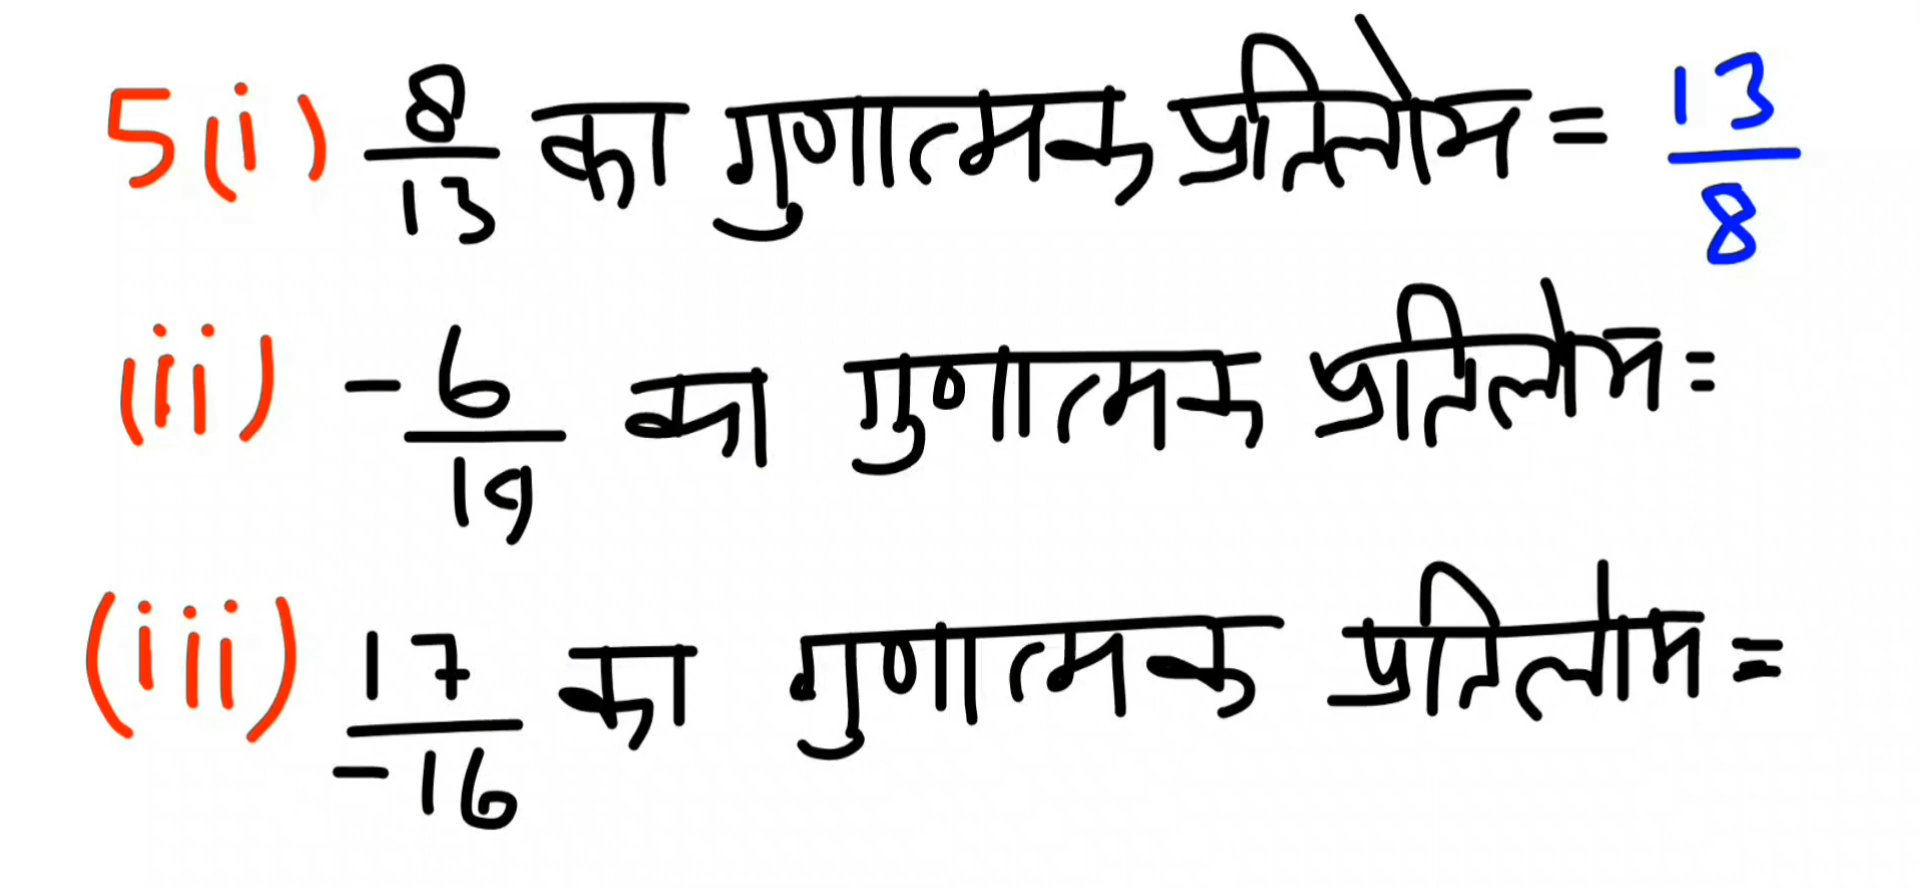 5(i) 8/13 का गुणात्मक प्रतिलोम = 13/8
(ii) -6/19 का गुणात्मक प्रतिलोम =
(iii) 17/-16 का गुणात्मक प्रतिलोम =